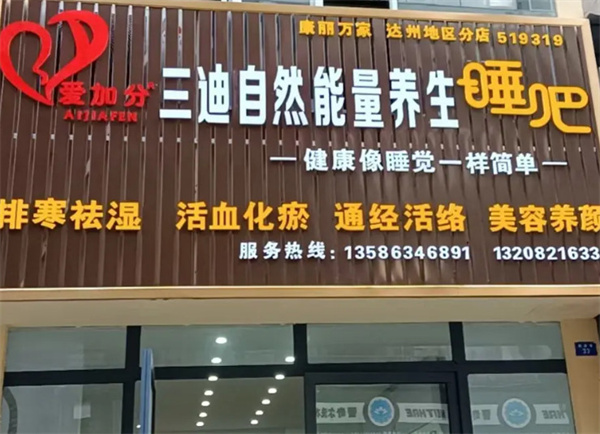 康丽万家 达州地区分店 519319
爱加分
AIJIAFEN
三迪自然能量养生睡吧
—健康像睡觉一样简单—
排寒祛湿 活血化瘀 通经活络 美容养颜
服务热线:13586346891 1320821633